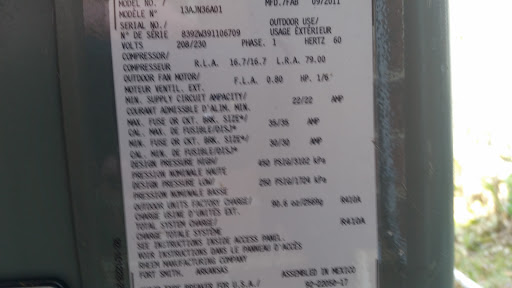 MODEL NO./ MFD./FAB 09/2011
MODÈLE N° 13AJN36A01
SERIAL NO./ OUTDOOR USE/
N° DE SÉRIE 8392W391106709 USAGE EXTÉRIEUR
VOLTS 208/230 PHASE. 1 HERTZ 60
COMPRESSOR/
COMPRESSEUR R.L.A. 16.7/16.7 L.R.A. 79.00
OUTDOOR FAN MOTOR/ F.L.A. 0.80 HP. 1/6
MOTEUR VENTIL. EXT.
MIN. SUPPLY CIRCUIT AMPACITY/ 22/22 AMP
COURANT ADMISSIBLE D'ALIM. MIN.
MAX. FUSE OR CKT. BRK. SIZE*/ 35/35 AMP
CAL. MAX. DE FUSIBLE/DISJ*
MIN. FUSE OR CKT. BRK. SIZE*/ 30/30 AMP
CAL. MIN. DE FUSIBLE/DISJ*
DESIGN PRESSURE HIGH/ 450 PSIG/3102 kPa
PRESSION NOMINALE HAUTE
DESIGN PRESSURE LOW/ 250 PSIG/1724 kPa
PRESSION NOMINALE BASSE
OUTDOOR UNITS FACTORY CHARGE/ 90.6 oz/2569g R410A
CHARGE USINE D'UNITÉS EXT.
TOTAL SYSTEM CHARGE/ R410A
CHARGE TOTALE SYSTÈME
SEE INSTRUCTIONS INSIDE ACCESS PANEL.
VOIR INSTRUCTIONS DANS LE PANNEAU D'ACCÈS
RHEEM MANUFACTURING COMPANY
FORT SMITH, ARKANSAS ASSEMBLED IN MEXICO
TYPE BREAKER FOR U.S.A./ 92-22050-17